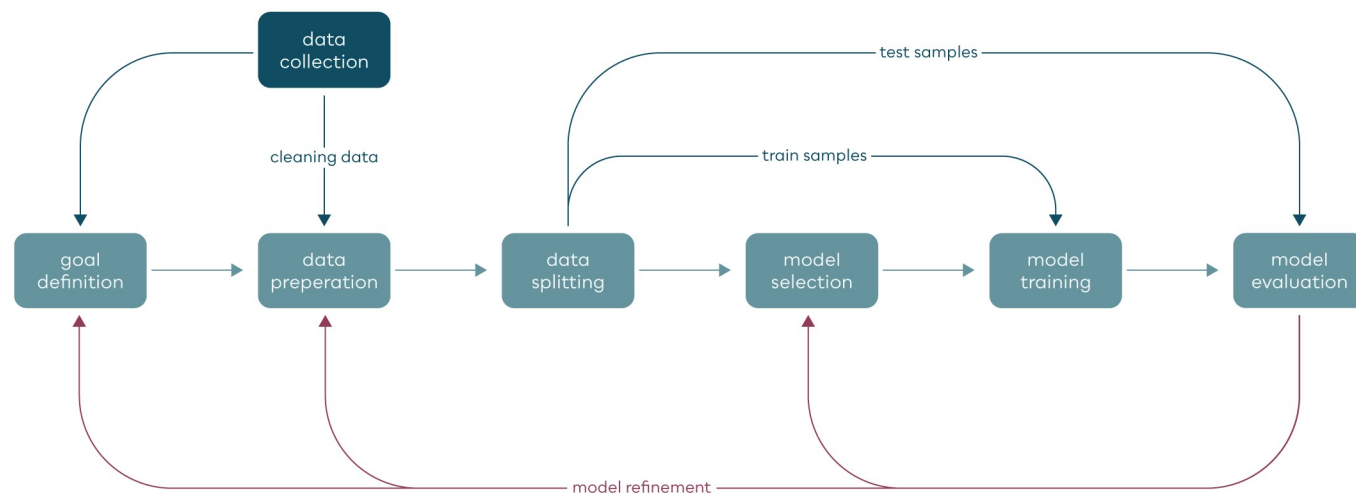 data
collection
test samples
cleaning data
train samples
goal
definition
data
preperation
data
splitting
model
selection
model
training
model
evaluation
model refinement